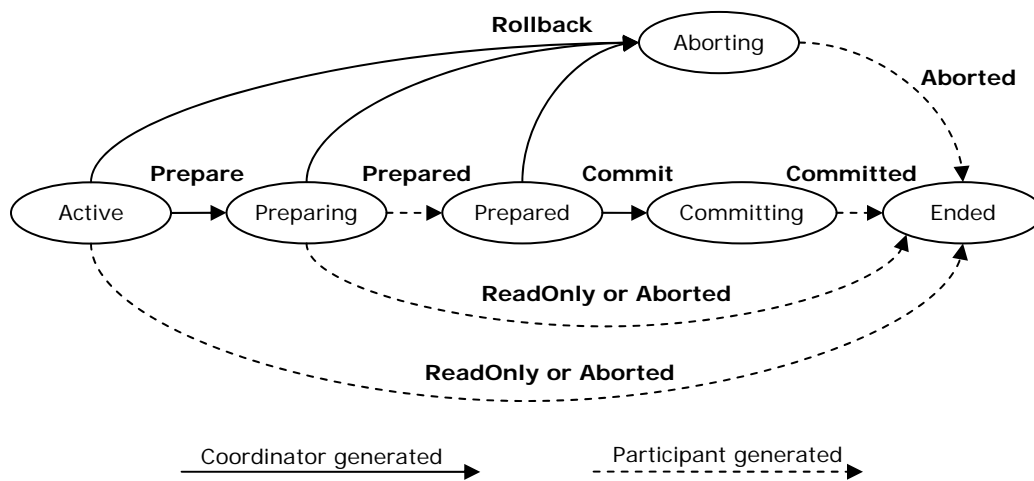 Rollback
Aborting
Aborted
Prepare
Prepared
Commit
Committed
Active
Preparing
Prepared
Committing
Ended
ReadOnly or Aborted
ReadOnly or Aborted
Coordinator generated
Participant generated